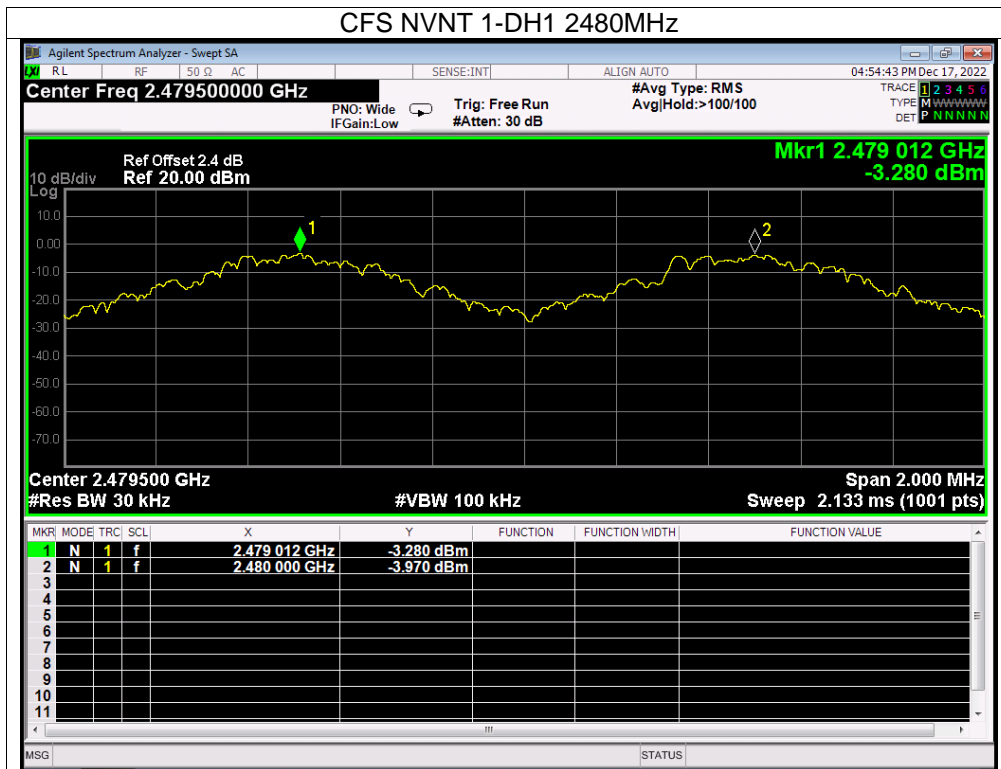 CFS NVNT 1-DH1 2480MHz
Agilent Spectrum Analyzer - Swept SA
LXI RL RF 50 Ω AC SENSE:INT ALIGN AUTO 04:54:43 PM Dec 17, 2022
Center Freq 2.479500000 GHz #Avg Type: RMS TRACE 1 2 3 4 5 6
PNO: Wide Trig: Free Run Avg|Hold:>100/100 TYPE M WWWWW
IFGain:Low #Atten: 30 dB DET P N N N N N
Mkr1 2.479 012 GHz
-3.280 dBm
Ref Offset 2.4 dB
10 dB/div Ref 20.00 dBm
Log
10.0
0.00
-10.0
-20.0
-30.0
-40.0
-50.0
-60.0
-70.0
1
2
Center 2.479500 GHz Span 2.000 MHz
#Res BW 30 kHz #VBW 100 kHz Sweep 2.133 ms (1001 pts)
MKR MODE TRC SCL X Y FUNCTION FUNCTION WIDTH FUNCTION VALUE
1 N 1 f 2.479 012 GHz -3.280 dBm
2 N 1 f 2.480 000 GHz -3.970 dBm
3
4
5
6
7
8
9
10
11
MSG STATUS